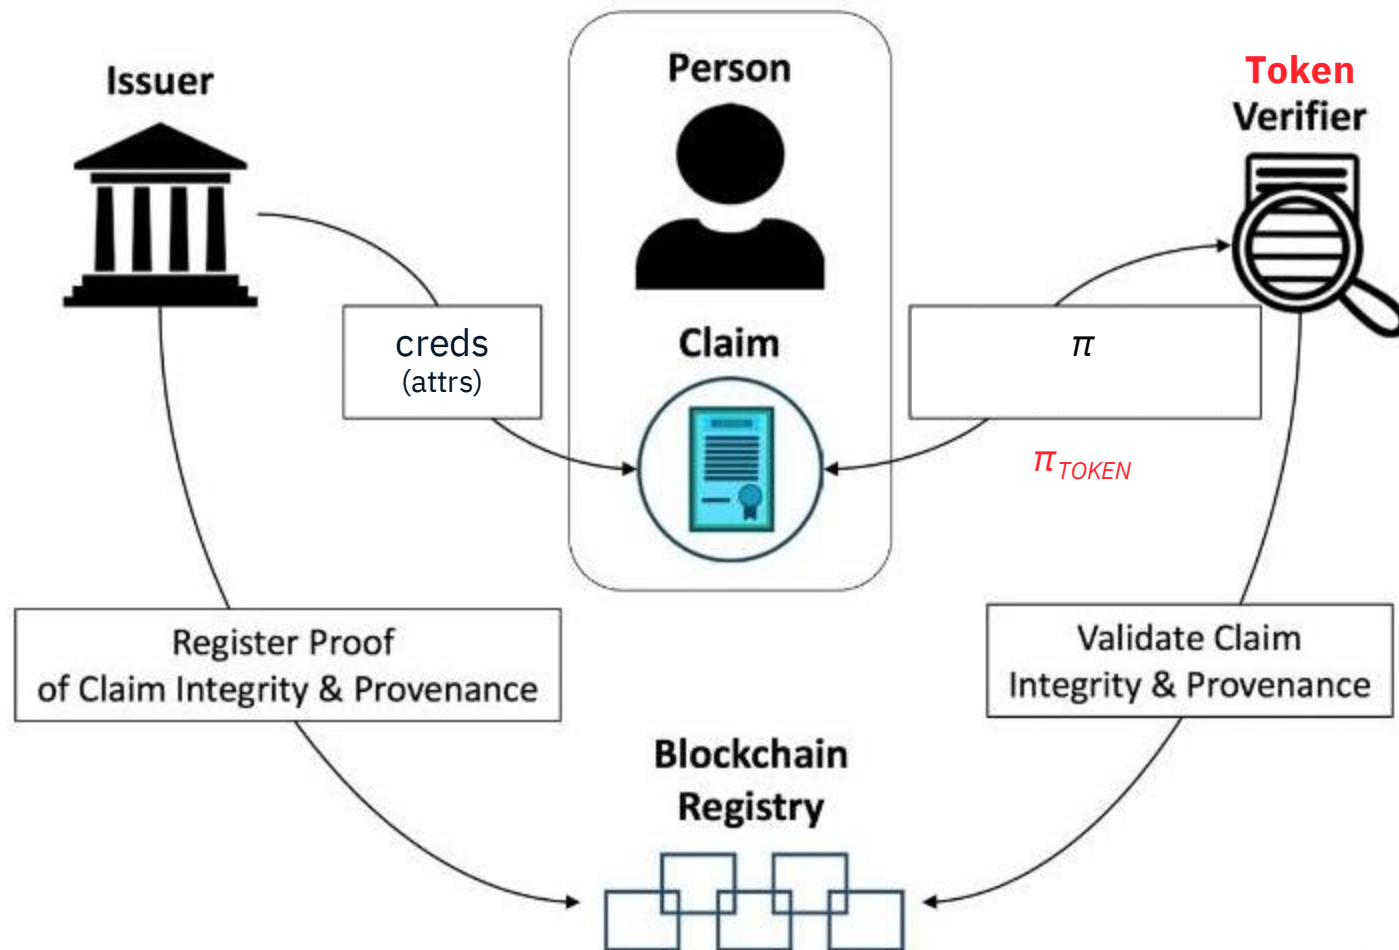 Issuer
Person
Token
Verifier
creds
(attrs)
Claim
π
π_TOKEN
Register Proof
of Claim Integrity & Provenance
Validate Claim
Integrity & Provenance
Blockchain
Registry